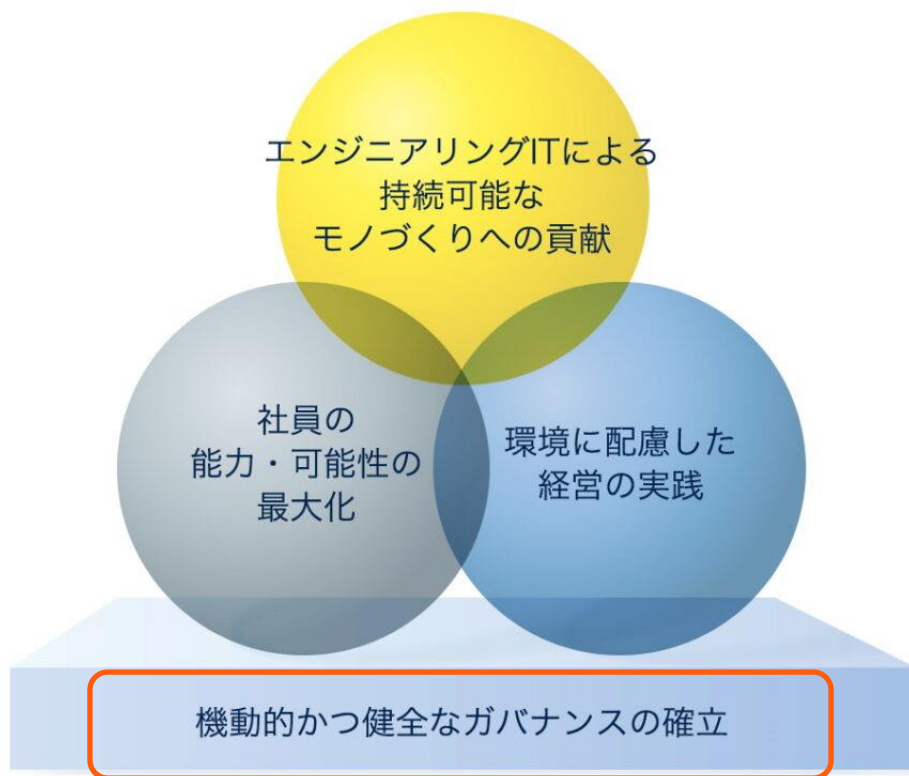 エンジニアリングITによる
持続可能な
モノづくりへの貢献
社員の
能力・可能性の
最大化
環境に配慮した
経営の実践
機動的かつ健全なガバナンスの確立